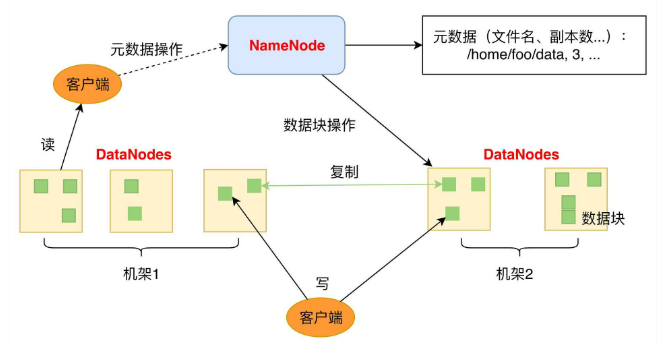 元数据操作
NameNode
元数据（文件名、副本数...）：
/home/foo/data, 3, ...
客户端
读
数据块操作
DataNodes
DataNodes
复制
数据块
机架1
写
机架2
客户端